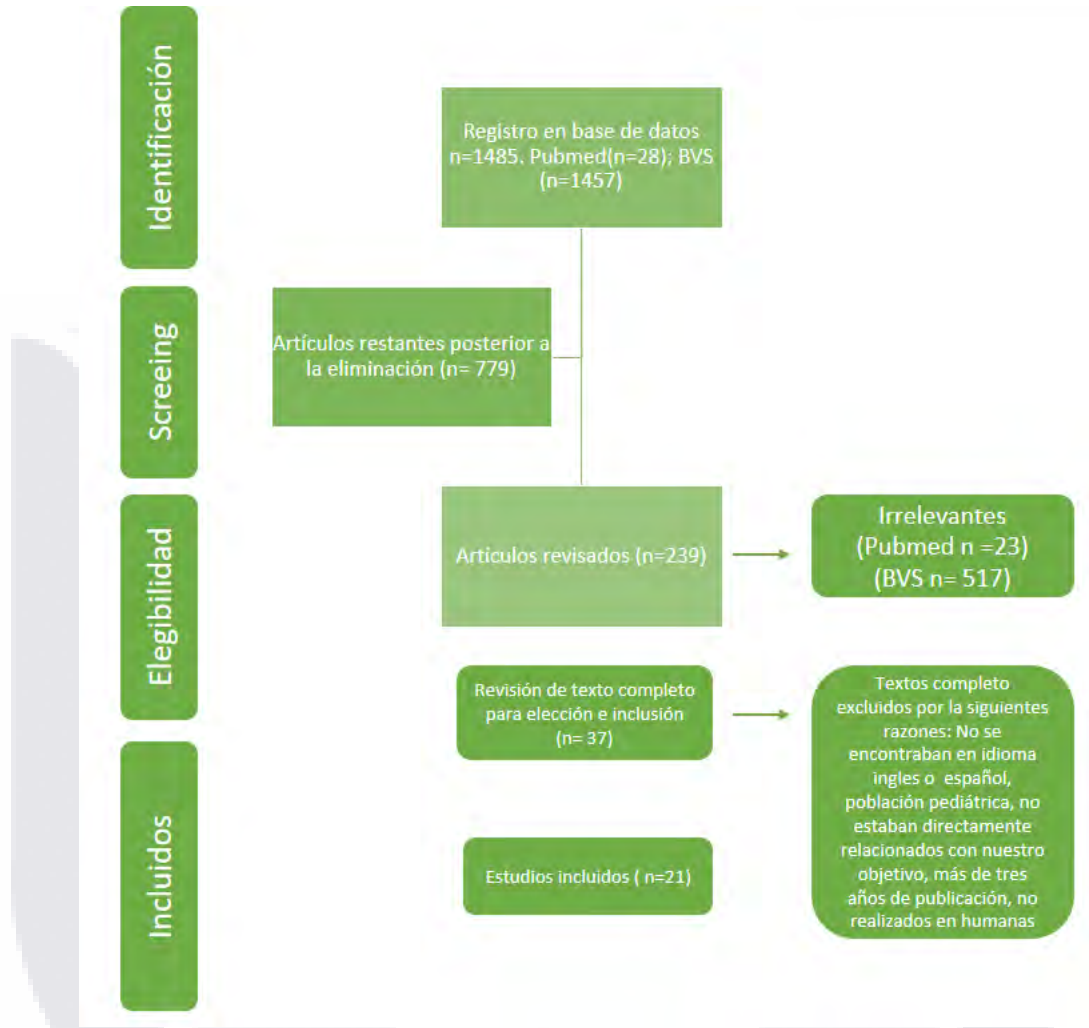 Identificación
Registro en base de datos
n=1485. Pubmed(n=28); BVS
(n=1457)
Screeing
Artículos restantes posterior a
la eliminación (n= 779)
Elegibilidad
Artículos revisados (n=239)
Irrelevantes
(Pubmed n =23)
(BVS n= 517)
Revisión de texto completo
para elección e inclusión
(n= 37)
Textos completo
excluidos por la siguientes
razones: No se
encontraban en idioma
ingles o español,
población pediátrica, no
estaban directamente
relacionados con nuestro
objetivo, más de tres
años de publicación, no
realizados en humanas
Incluidos
Estudios incluidos ( n=21)